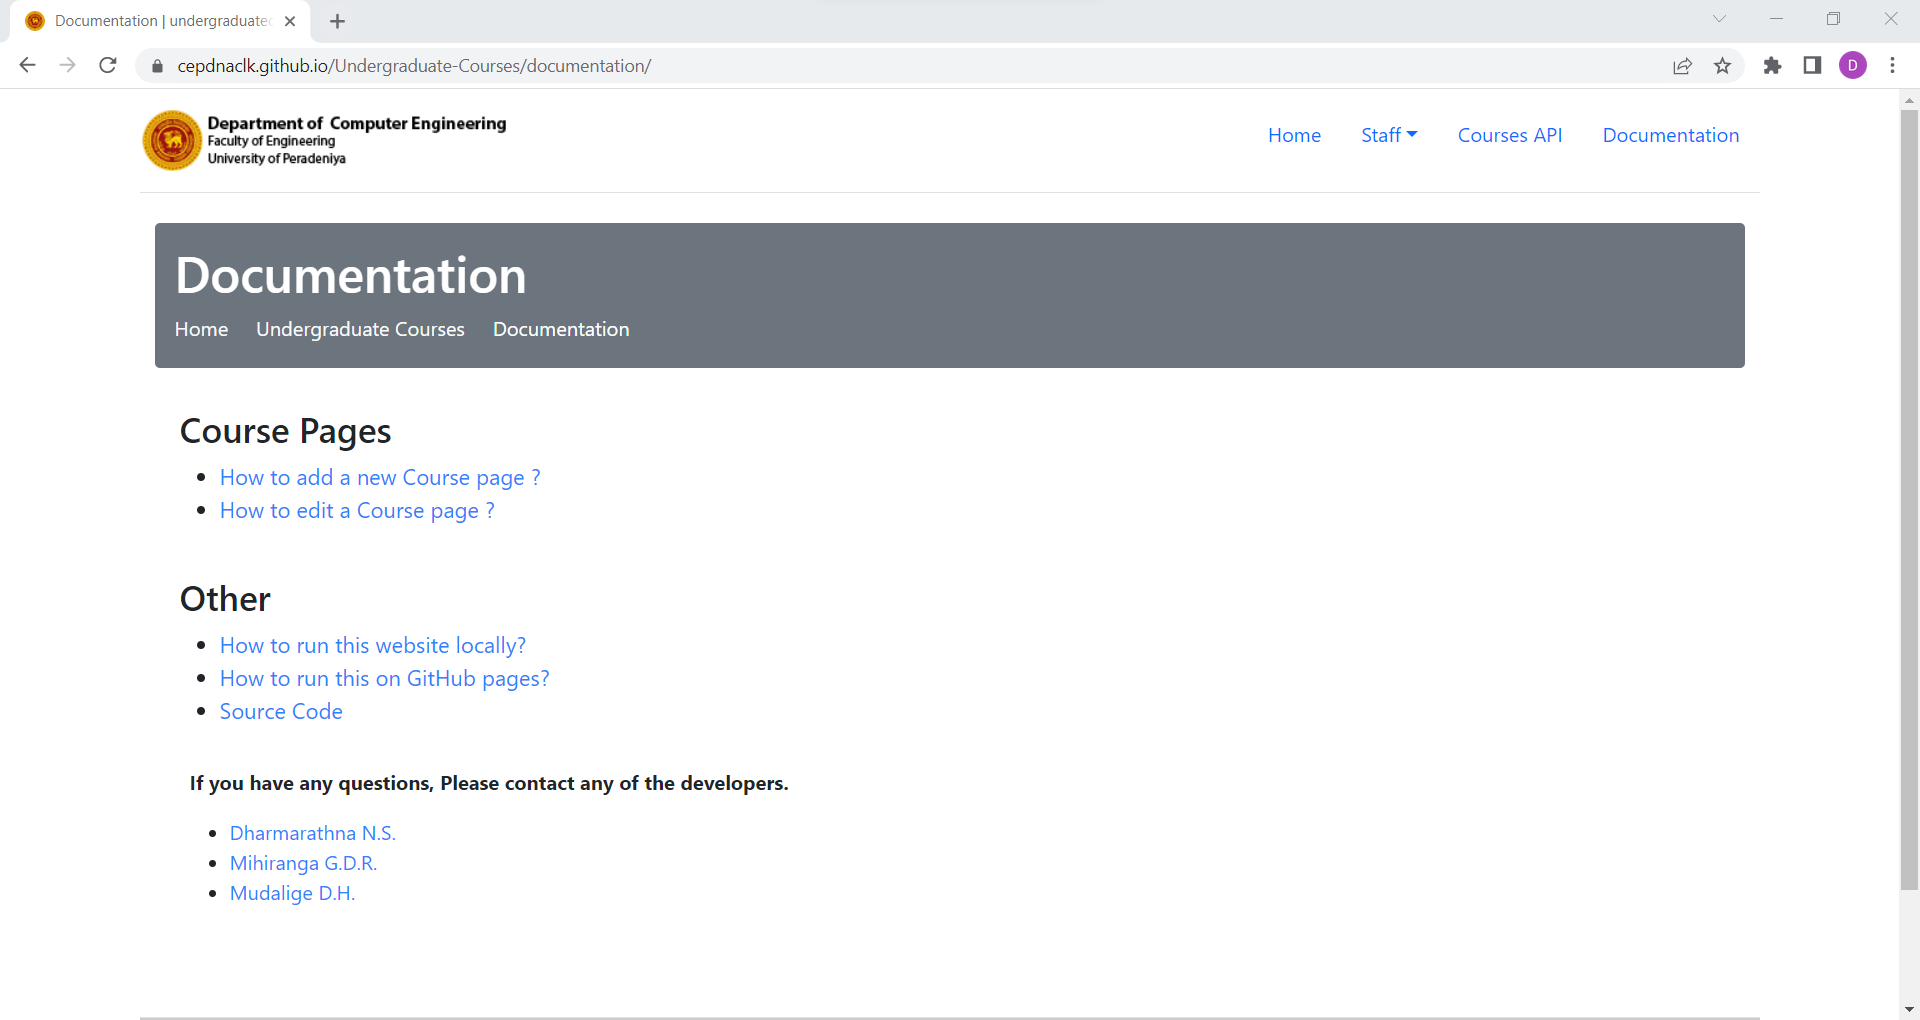 Documentation | undergraduatec
cepdnaclk.github.io/Undergraduate-Courses/documentation/
D
Department of Computer Engineering
Faculty of Engineering
University of Peradeniya
Home Staff Courses API Documentation
Documentation
Home Undergraduate Courses Documentation
Course Pages
How to add a new Course page ?
How to edit a Course page ?
Other
How to run this website locally?
How to run this on GitHub pages?
Source Code
If you have any questions, Please contact any of the developers.
Dharmarathna N.S.
Mihiranga G.D.R.
Mudalige D.H.